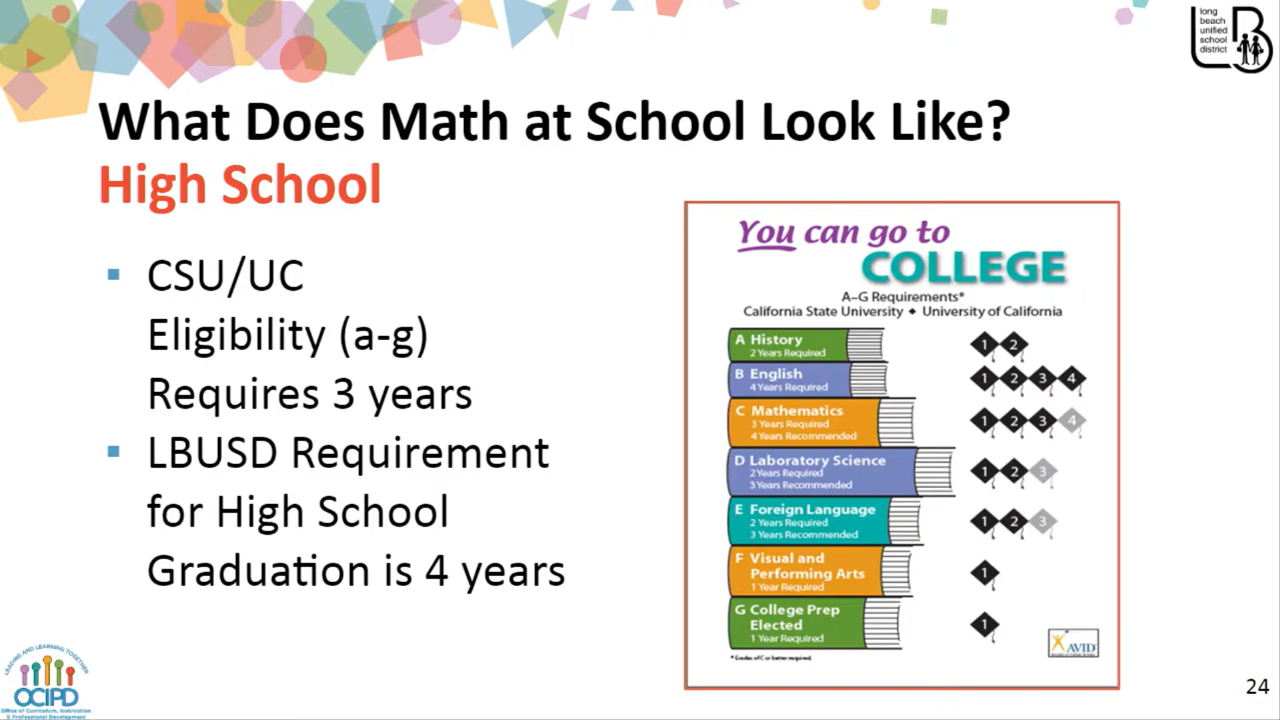 long
beach
unified
school
district
What Does Math at School Look Like?
High School
▪ CSU/UC
Eligibility (a-g)
Requires 3 years
▪ LBUSD Requirement
for High School
Graduation is 4 years
You can go to
COLLEGE
A–G Requirements*
California State University ◆ University of California
A History
2 Years Required
1 2
B English
4 Years Required
1 2 3 4
C Mathematics
3 Years Required
4 Years Recommended
1 2 3 4
D Laboratory Science
2 Years Required
3 Years Recommended
1 2 3
E Foreign Language
2 Years Required
3 Years Recommended
1 2 3
F Visual and
Performing Arts
1 Year Required
1
G College Prep
Elected
1 Year Required
1
* Grades of C or better required.
AVID
LEADING AND LEARNING TOGETHER
OCIPD
Office of Curriculum, Instruction
& Professional Development
24